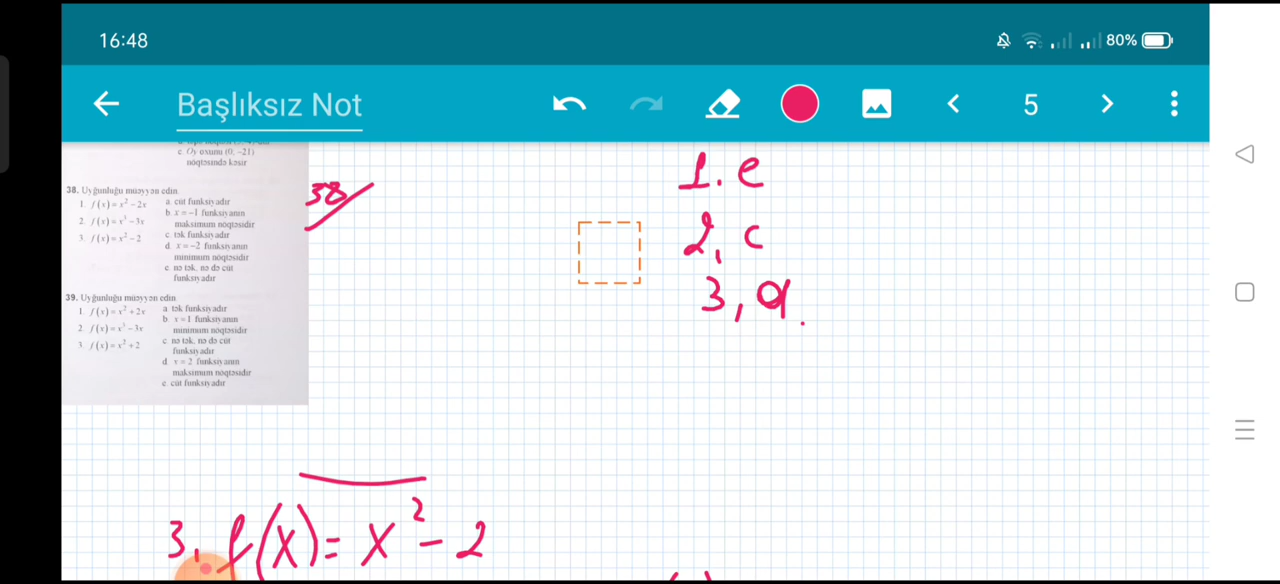 16:48
80%
Başlıksız Not
5
c. Oy oxunu (0, −21)
nöqtəsində kəsir
38. Uyğunluğu müəyyən edin.
1. f(x) = x² − 2x
2. f(x) = x³ − 3x
3. f(x) = x² − 2
a. cüt funksiyadır
b. x = −1 funksiyanın
maksimum nöqtəsidir
c. tək funksiyadır
d. x = −2 funksiyanın
minimum nöqtəsidir
e. nə tək, nə də cüt
funksiyadır
39. Uyğunluğu müəyyən edin.
1. f(x) = x² + 2x
2. f(x) = x³ − 3x
3. f(x) = x² + 2
a. tək funksiyadır
b. x = 1 funksiyanın
minimum nöqtəsidir
c. nə tək, nə də cüt
funksiyadır
d. x = 2 funksiyanın
maksimum nöqtəsidir
e. cüt funksiyadır
38
1. e
2, c
3, a.
3. f(x) = x² − 2